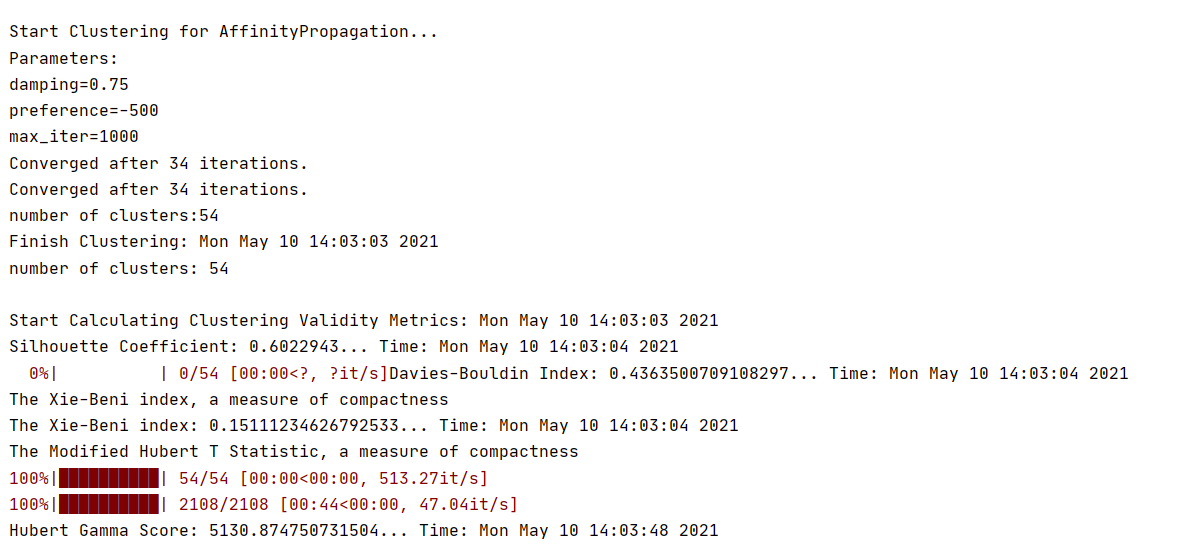 Start Clustering for AffinityPropagation...
Parameters:
damping=0.75
preference=-500
max_iter=1000
Converged after 34 iterations.
Converged after 34 iterations.
number of clusters:54
Finish Clustering: Mon May 10 14:03:03 2021
number of clusters: 54
Start Calculating Clustering Validity Metrics: Mon May 10 14:03:03 2021
Silhouette Coefficient: 0.6022943... Time: Mon May 10 14:03:04 2021
  0%|          | 0/54 [00:00<?, ?it/s]Davies-Bouldin Index: 0.4363500709108297... Time: Mon May 10 14:03:04 2021
The Xie-Beni index, a measure of compactness
The Xie-Beni index: 0.15111234626792533... Time: Mon May 10 14:03:04 2021
The Modified Hubert T Statistic, a measure of compactness
100%|██████████| 54/54 [00:00<00:00, 513.27it/s]
100%|██████████| 2108/2108 [00:44<00:00, 47.04it/s]
Hubert Gamma Score: 5130.874750731504... Time: Mon May 10 14:03:48 2021